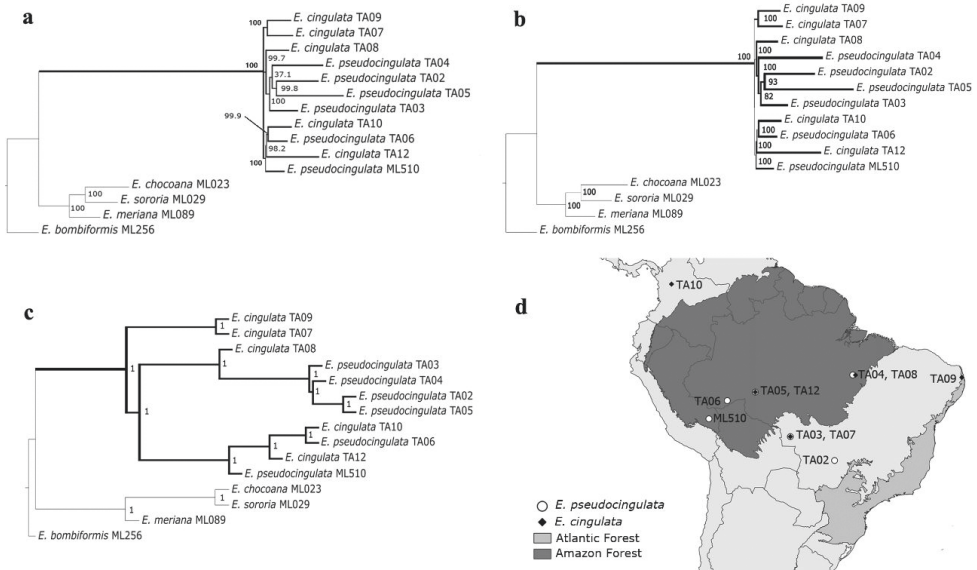 a
E. cingulata TA09
E. cingulata TA07
E. cingulata TA08
E. pseudocingulata TA04
E. pseudocingulata TA02
E. pseudocingulata TA05
E. pseudocingulata TA03
E. cingulata TA10
E. pseudocingulata TA06
E. cingulata TA12
E. pseudocingulata ML510
E. chocoana ML023
E. sororia ML029
E. meriana ML089
E. bombiformis ML256
100
99.7
37.1
99.8
100
99.9
98.2
100
100
100
b
E. cingulata TA09
E. cingulata TA07
E. cingulata TA08
E. pseudocingulata TA04
E. pseudocingulata TA02
E. pseudocingulata TA05
E. pseudocingulata TA03
E. cingulata TA10
E. pseudocingulata TA06
E. cingulata TA12
E. pseudocingulata ML510
E. chocoana ML023
E. sororia ML029
E. meriana ML089
E. bombiformis ML256
100
100
100
100
93
82
100
100
100
100
c
E. cingulata TA09
E. cingulata TA07
E. cingulata TA08
E. pseudocingulata TA03
E. pseudocingulata TA04
E. pseudocingulata TA02
E. pseudocingulata TA05
E. cingulata TA10
E. pseudocingulata TA06
E. cingulata TA12
E. pseudocingulata ML510
E. chocoana ML023
E. sororia ML029
E. meriana ML089
E. bombiformis ML256
1
1
1
1
1
1
1
1
1
1
1
1
d
TA10
TA04, TA08
TA09
TA05, TA12
TA06
ML510
TA03, TA07
TA02
E. pseudocingulata
E. cingulata
Atlantic Forest
Amazon Forest